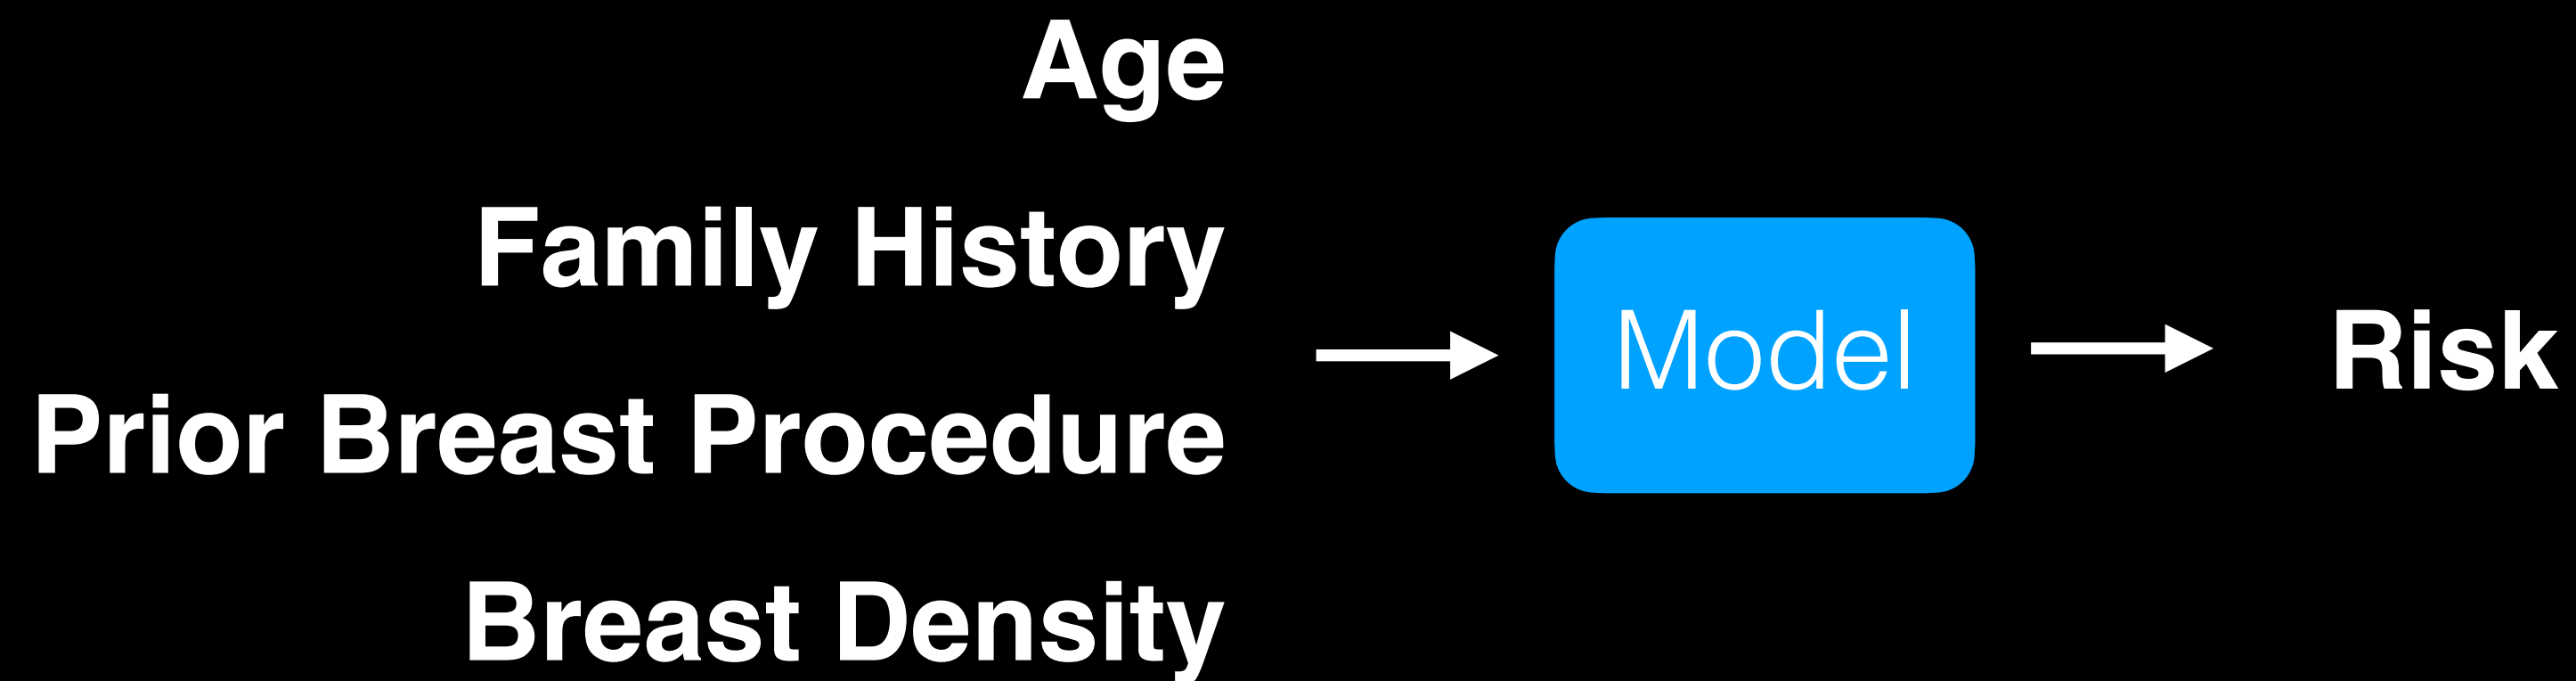 Age
Family History
Prior Breast Procedure
Breast Density
Model
Risk